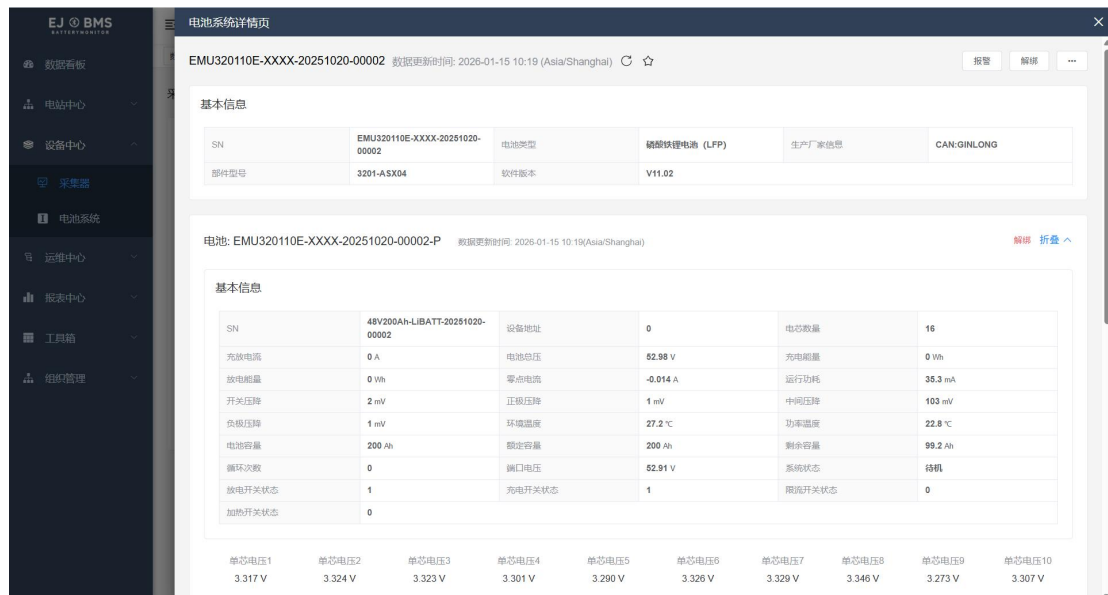 EJ BMS
BATTERYMONITOR
数据看板
电站中心
设备中心
采集器
电池系统
运维中心
报表中心
工具箱
组织管理
电池系统详情页
EMU320110E-XXXX-20251020-00002 数据更新时间: 2026-01-15 10:19 (Asia/Shanghai)
报警 解绑 ...
基本信息
SN EMU320110E-XXXX-20251020-00002 电池类型 磷酸铁锂电池 (LFP) 生产厂家信息 CAN:GINLONG
部件型号 3201-ASX04 软件版本 V11.02
电池: EMU320110E-XXXX-20251020-00002-P 数据更新时间: 2026-01-15 10:19(Asia/Shanghai) 解绑 折叠
基本信息
SN 48V200Ah-LiBATT-20251020-00002 设备地址 0 电芯数量 16
充放电流 0 A 电池总压 52.98 V 充电能量 0 Wh
放电能量 0 Wh 零点电流 -0.014 A 运行功耗 35.3 mA
开关压降 2 mV 正极压降 1 mV 中间压降 103 mV
负极压降 1 mV 环境温度 27.2 ℃ 功率温度 22.8 ℃
电池容量 200 Ah 额定容量 200 Ah 剩余容量 99.2 Ah
循环次数 0 端口电压 52.91 V 系统状态 待机
放电开关状态 1 充电开关状态 1 限流开关状态 0
加热开关状态 0
单芯电压1 单芯电压2 单芯电压3 单芯电压4 单芯电压5 单芯电压6 单芯电压7 单芯电压8 单芯电压9 单芯电压10
3.317 V 3.324 V 3.323 V 3.301 V 3.290 V 3.326 V 3.329 V 3.346 V 3.273 V 3.307 V